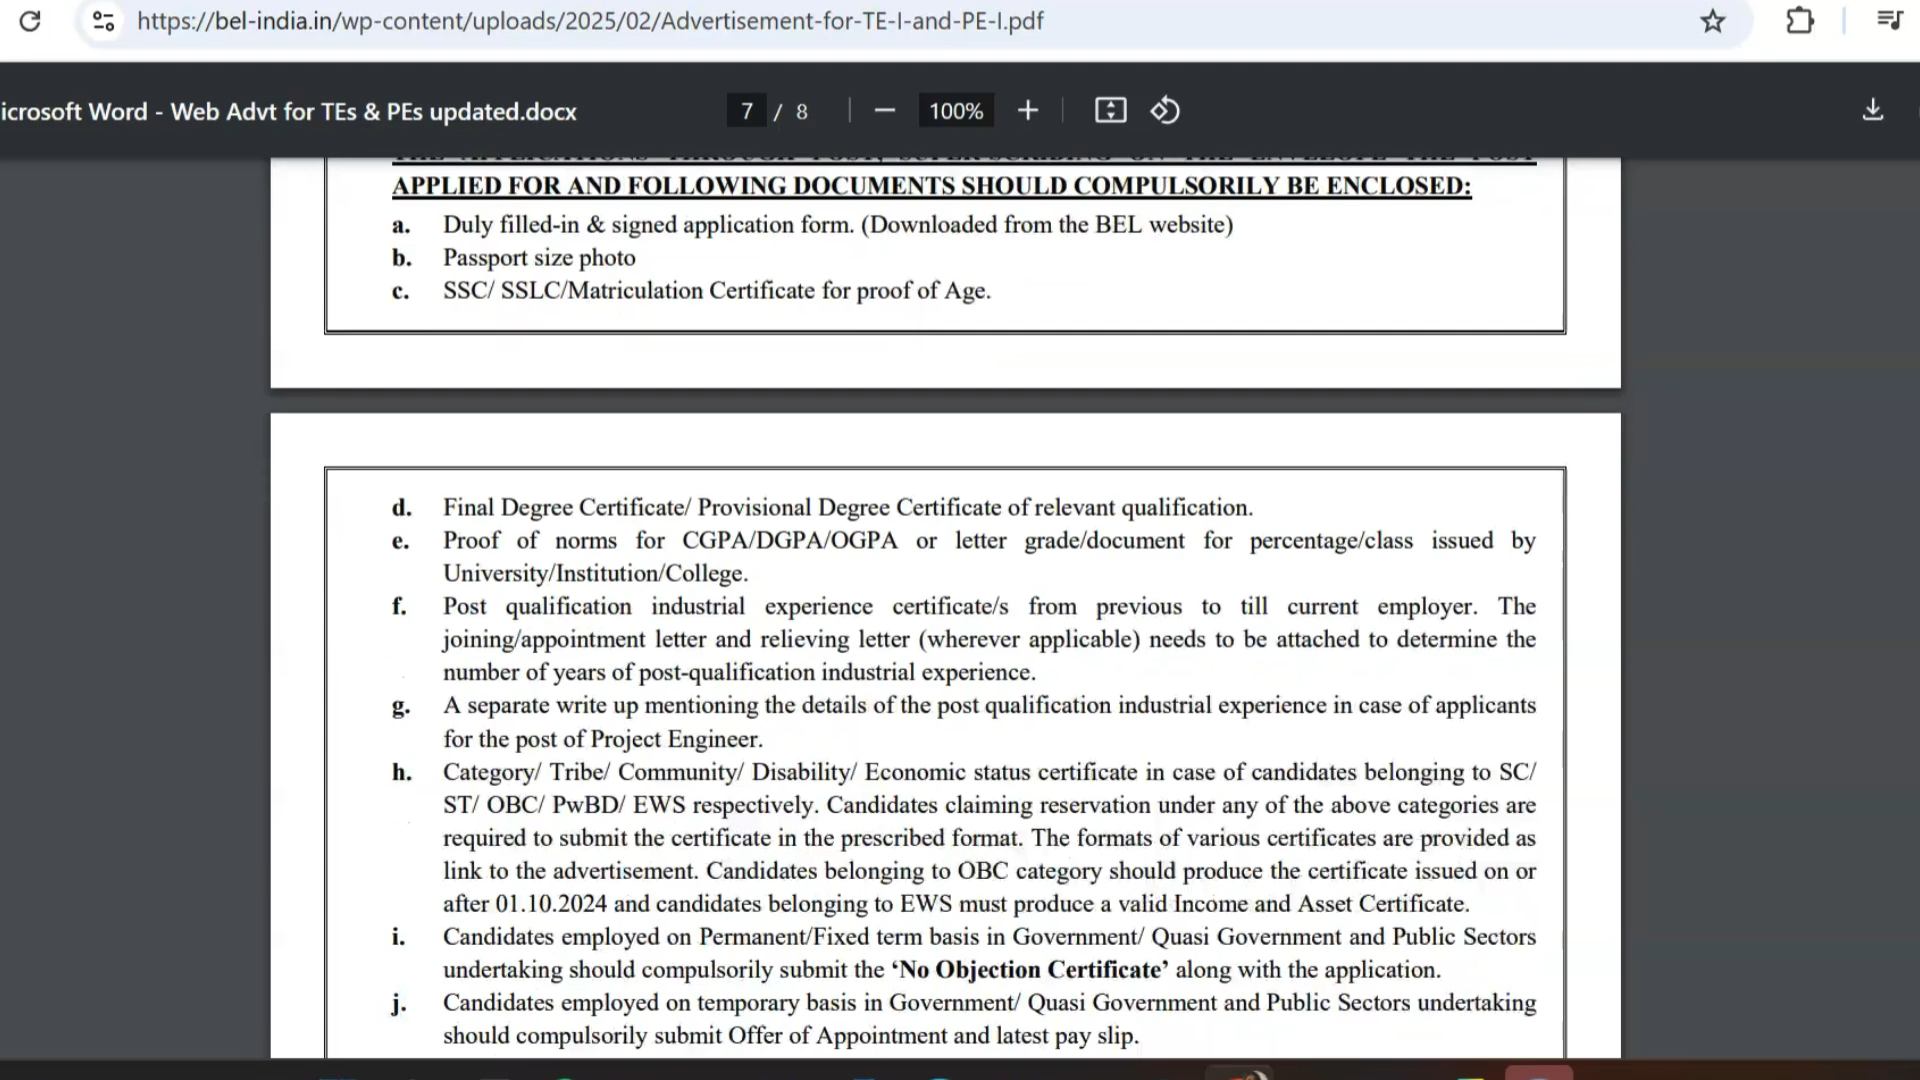 https://bel-india.in/wp-content/uploads/2025/02/Advertisement-for-TE-I-and-PE-I.pdf
icrosoft Word - Web Advt for TEs & PEs updated.docx
7 / 8
100%
APPLIED FOR AND FOLLOWING DOCUMENTS SHOULD COMPULSORILY BE ENCLOSED:
a. Duly filled-in & signed application form. (Downloaded from the BEL website)
b. Passport size photo
c. SSC/ SSLC/Matriculation Certificate for proof of Age.
d. Final Degree Certificate/ Provisional Degree Certificate of relevant qualification.
e. Proof of norms for CGPA/DGPA/OGPA or letter grade/document for percentage/class issued by
University/Institution/College.
f. Post qualification industrial experience certificate/s from previous to till current employer. The
joining/appointment letter and relieving letter (wherever applicable) needs to be attached to determine the
number of years of post-qualification industrial experience.
g. A separate write up mentioning the details of the post qualification industrial experience in case of applicants
for the post of Project Engineer.
h. Category/ Tribe/ Community/ Disability/ Economic status certificate in case of candidates belonging to SC/
ST/ OBC/ PwBD/ EWS respectively. Candidates claiming reservation under any of the above categories are
required to submit the certificate in the prescribed format. The formats of various certificates are provided as
link to the advertisement. Candidates belonging to OBC category should produce the certificate issued on or
after 01.10.2024 and candidates belonging to EWS must produce a valid Income and Asset Certificate.
i. Candidates employed on Permanent/Fixed term basis in Government/ Quasi Government and Public Sectors
undertaking should compulsorily submit the ‘No Objection Certificate’ along with the application.
j. Candidates employed on temporary basis in Government/ Quasi Government and Public Sectors undertaking
should compulsorily submit Offer of Appointment and latest pay slip.